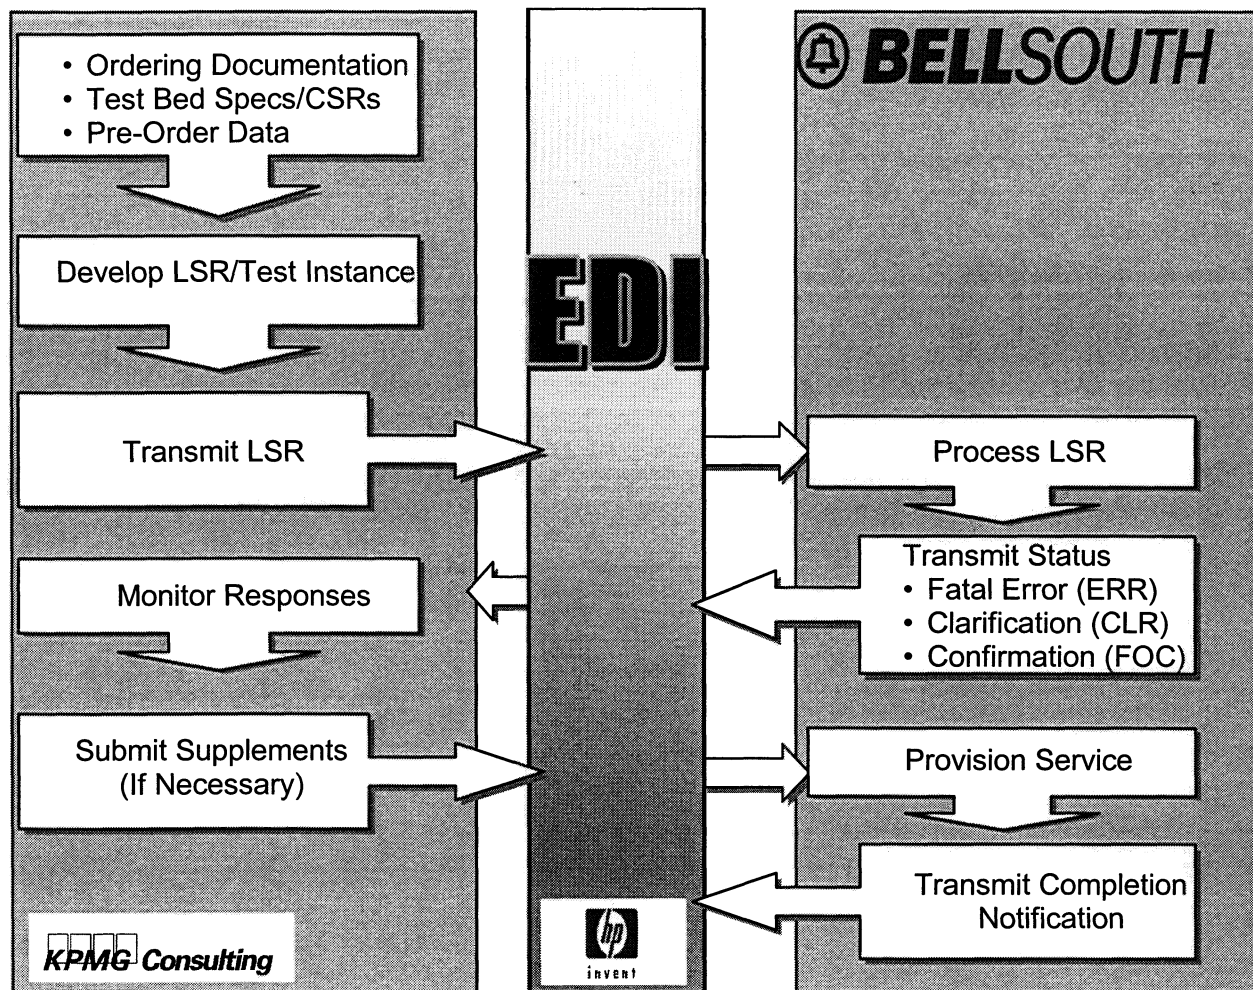 • Ordering Documentation
• Test Bed Specs/CSRs
• Pre-Order Data
Develop LSR/Test Instance
Transmit LSR
Monitor Responses
Submit Supplements
(If Necessary)
KPMG Consulting
EDI
hp
invent
BELLSOUTH
Process LSR
Transmit Status
• Fatal Error (ERR)
• Clarification (CLR)
• Confirmation (FOC)
Provision Service
Transmit Completion
Notification